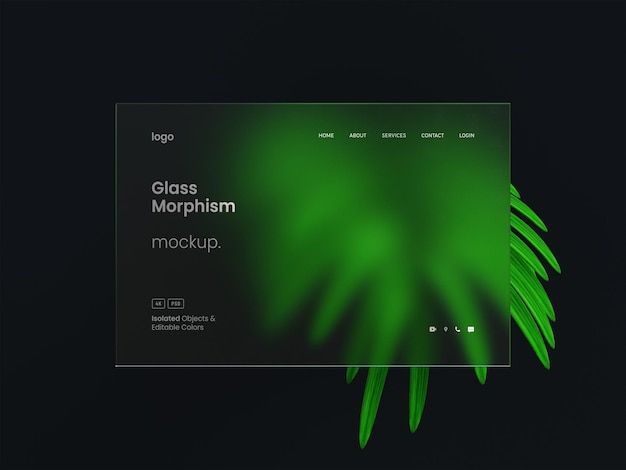 logo
HOME ABOUT SERVICES CONTACT LOGIN
Glass
Morphism
mockup.
4K PSD
Isolated Objects &
Editable Colors